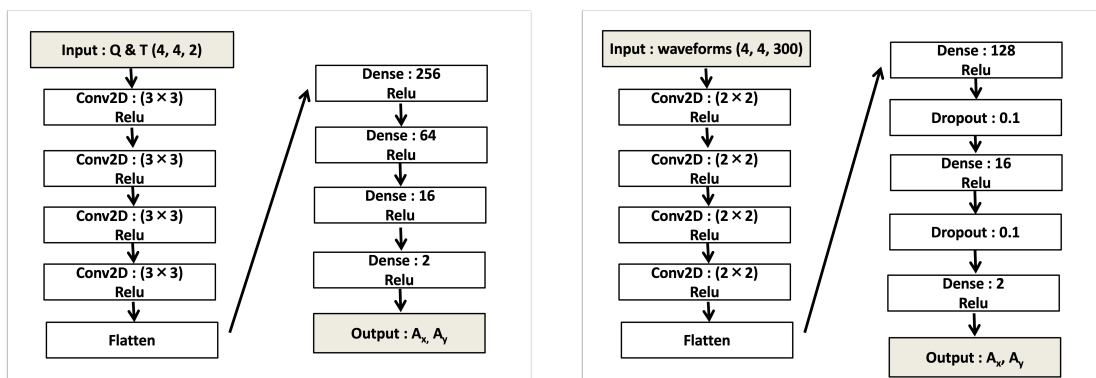 Input : Q & T (4, 4, 2)
Conv2D : (3 × 3)
Relu
Conv2D : (3 × 3)
Relu
Conv2D : (3 × 3)
Relu
Conv2D : (3 × 3)
Relu
Flatten
Dense : 256
Relu
Dense : 64
Relu
Dense : 16
Relu
Dense : 2
Relu
Output : Ax, Ay
Input : waveforms (4, 4, 300)
Conv2D : (2 × 2)
Relu
Conv2D : (2 × 2)
Relu
Conv2D : (2 × 2)
Relu
Conv2D : (2 × 2)
Relu
Flatten
Dense : 128
Relu
Dropout : 0.1
Dense : 16
Relu
Dropout : 0.1
Dense : 2
Relu
Output : Ax, Ay